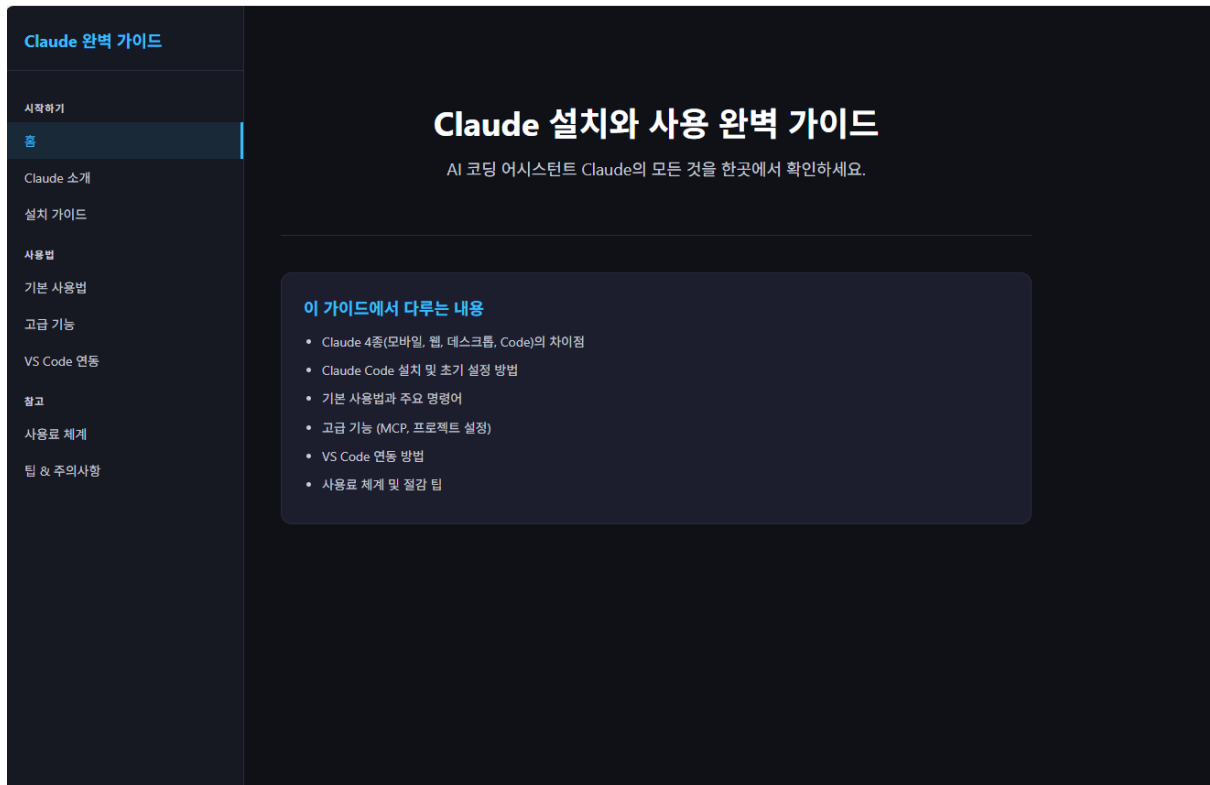 Claude 완벽 가이드
시작하기
홈
Claude 소개
설치 가이드
사용법
기본 사용법
고급 기능
VS Code 연동
참고
사용료 체계
팁 & 주의사항
Claude 설치와 사용 완벽 가이드
AI 코딩 어시스턴트 Claude의 모든 것을 한곳에서 확인하세요.
이 가이드에서 다루는 내용
• Claude 4종(모바일, 웹, 데스크톱, Code)의 차이점
• Claude Code 설치 및 초기 설정 방법
• 기본 사용법과 주요 명령어
• 고급 기능 (MCP, 프로젝트 설정)
• VS Code 연동 방법
• 사용료 체계 및 절감 팁